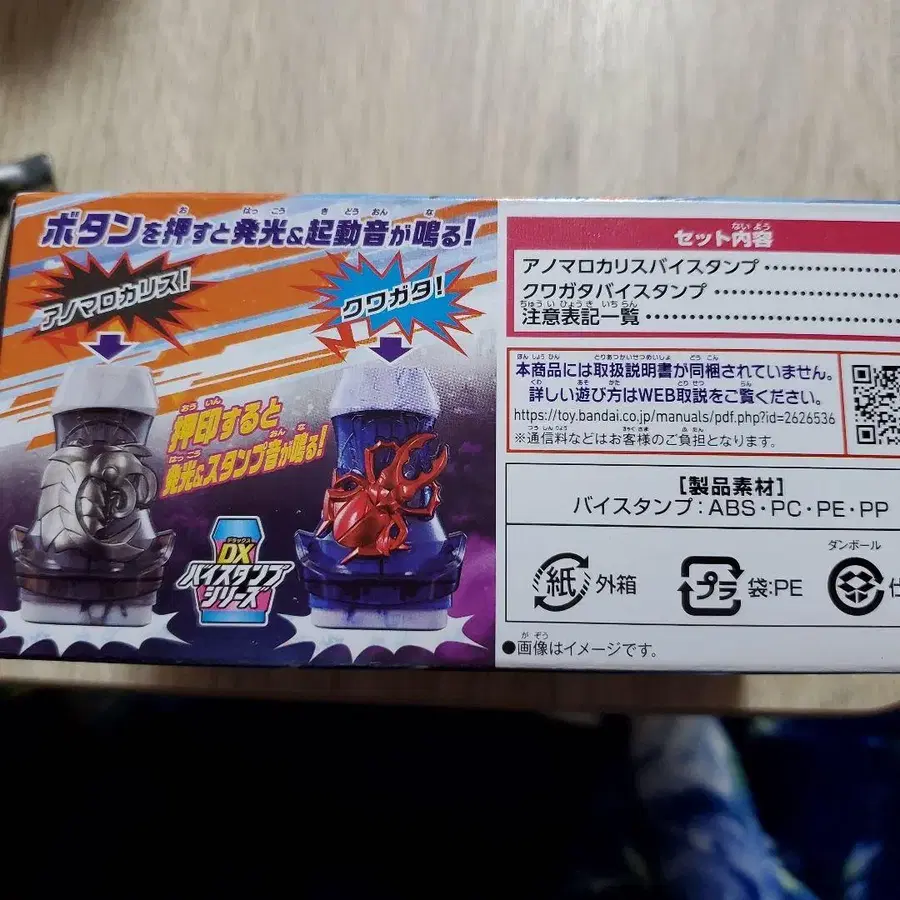 ボタンを押すと発光&起動音が鳴る!
アノマロカリス!
クワガタ!
押印すると
発光&スタンプ音が鳴る!
デラックス
DX
バイスタンプ
シリーズ
セット内容
アノマロカリスバイスタンプ
クワガタバイスタンプ
注意表記一覧
本商品には取扱説明書が同梱されていません。
詳しい遊び方はWEB取説をご覧ください。
https://toy.bandai.co.jp/manuals/pdf.php?id=2626536
※通信料などはお客様のご負担となります。
【製品素材】
バイスタンプ:ABS・PC・PE・PP
紙 外箱
プラ 袋:PE
ダンボール
仕
●画像はイメージです。